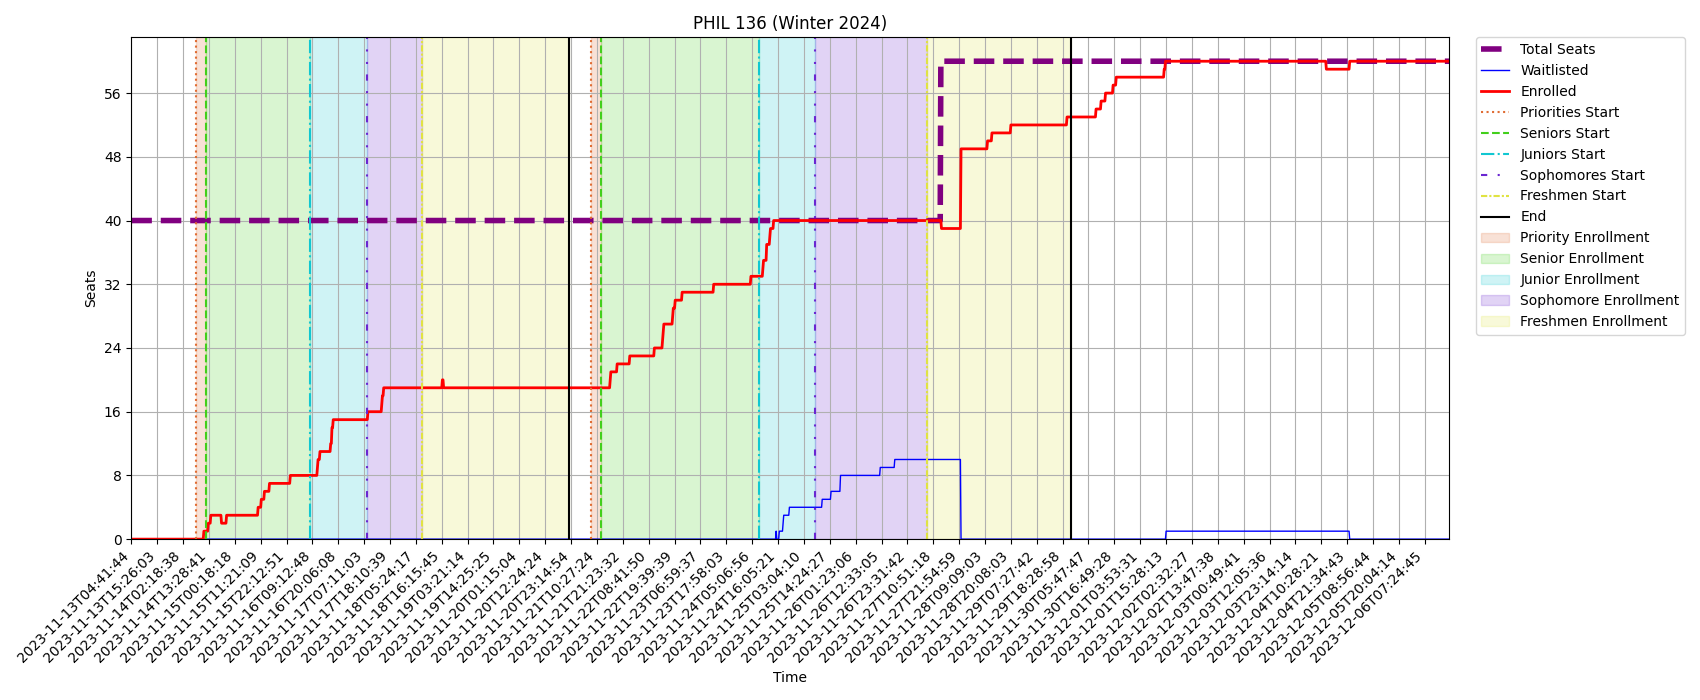 PHIL 136 (Winter 2024)
Total Seats
Waitlisted
Enrolled
Priorities Start
Seniors Start
Juniors Start
Sophomores Start
Freshmen Start
End
Priority Enrollment
Senior Enrollment
Junior Enrollment
Sophomore Enrollment
Freshmen Enrollment
Seats
56
48
40
32
24
16
8
0
2023-11-13T04:41:44
2023-11-13T15:26:03
2023-11-14T02:18:38
2023-11-14T13:28:41
2023-11-15T00:18:18
2023-11-15T11:21:09
2023-11-15T22:12:51
2023-11-16T09:12:48
2023-11-16T20:06:08
2023-11-17T07:11:03
2023-11-17T18:10:39
2023-11-18T05:24:17
2023-11-18T16:15:45
2023-11-19T03:21:14
2023-11-19T14:25:25
2023-11-20T01:15:04
2023-11-20T12:24:24
2023-11-20T23:14:54
2023-11-21T10:27:24
2023-11-21T21:23:32
2023-11-22T08:41:50
2023-11-22T19:39:39
2023-11-23T06:59:37
2023-11-23T17:58:03
2023-11-24T05:06:56
2023-11-24T16:05:21
2023-11-25T03:04:10
2023-11-25T14:24:27
2023-11-26T01:23:06
2023-11-26T12:33:05
2023-11-26T23:31:42
2023-11-27T10:51:18
2023-11-27T21:54:59
2023-11-28T09:09:03
2023-11-28T20:08:03
2023-11-29T07:27:42
2023-11-29T18:28:58
2023-11-30T05:47:47
2023-11-30T16:49:28
2023-12-01T03:53:31
2023-12-01T15:28:13
2023-12-02T02:32:27
2023-12-02T13:47:38
2023-12-03T00:49:41
2023-12-03T12:05:36
2023-12-03T23:14:14
2023-12-04T10:28:21
2023-12-04T21:34:43
2023-12-05T08:56:44
2023-12-05T20:04:14
2023-12-06T07:24:45
Time